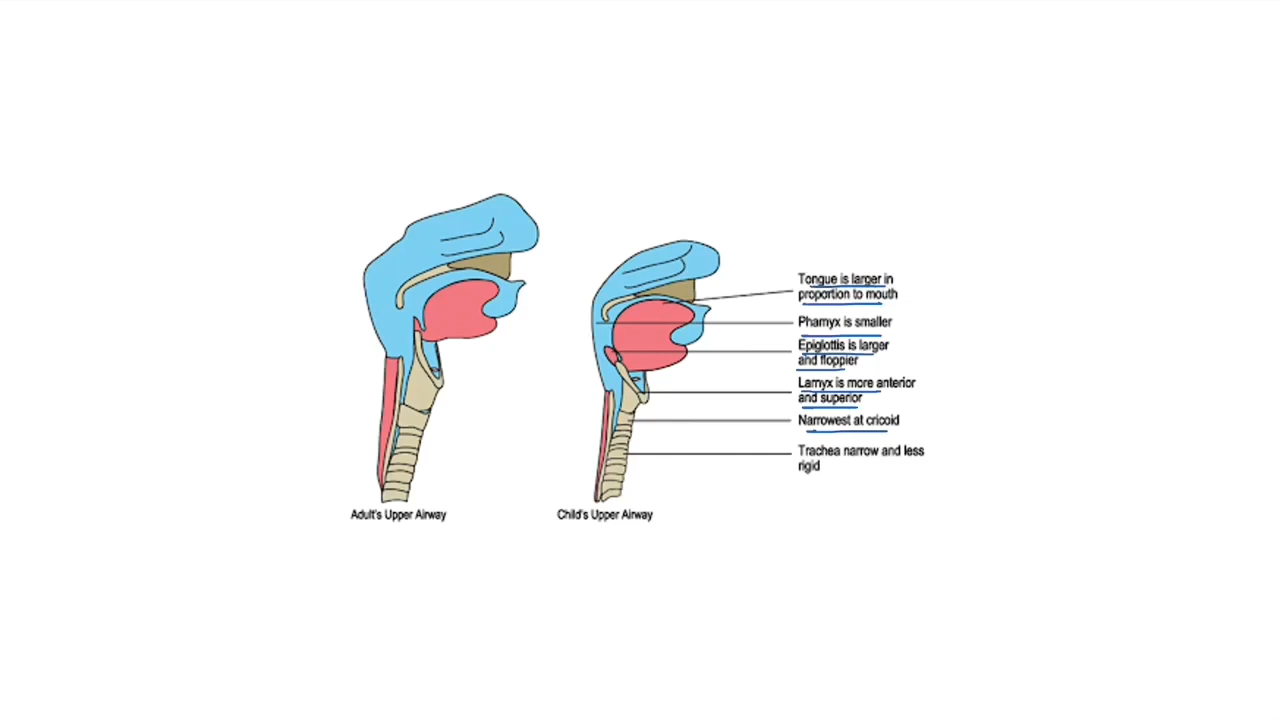 Tongue is larger in
proportion to mouth
Pharnyx is smaller
Epiglottis is larger
and floppier
Larnyx is more anterior
and superior
Narrowest at cricoid
Trachea narrow and less
rigid
Adult's Upper Airway
Child's Upper Airway